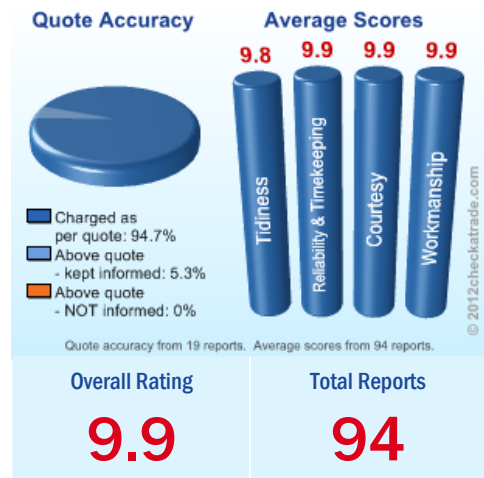 Quote Accuracy
Average Scores
9.8
9.9
9.9
9.9
Tidiness
Reliability & Timekeeping
Courtesy
Workmanship
Charged as
per quote: 94.7%
Above quote
- kept informed: 5.3%
Above quote
- NOT informed: 0%
© 2012checkatrade.com
Quote accuracy from 19 reports. Average scores from 94 reports.
Overall Rating
9.9
Total Reports
94